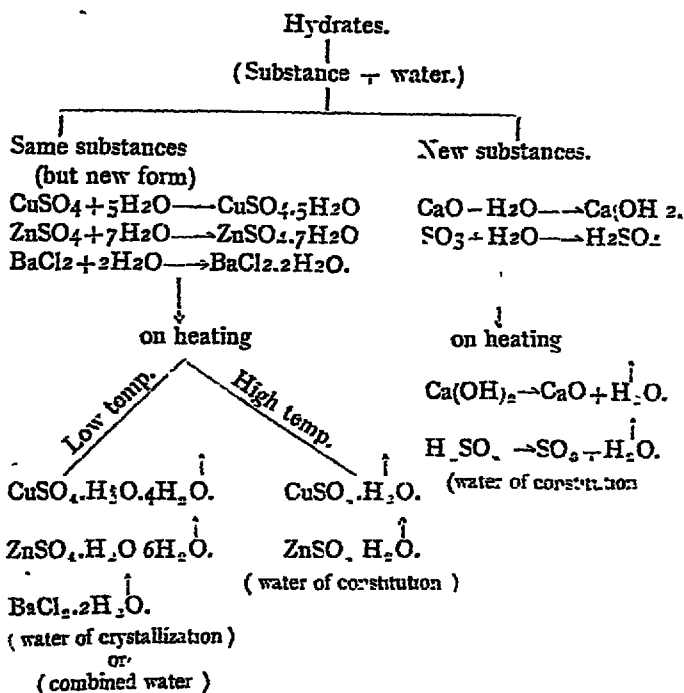 Hydrates.
(Substance + water.)
Same substances
(but new form)
CuSO4+5H2O⟶CuSO4.5H2O
ZnSO4+7H2O⟶ZnSO4.7H2O
BaCl2+2H2O⟶BaCl2.2H2O.
on heating
Low temp.
High temp.
CuSO₄.H2O.4H₂O.
ZnSO₄.H₂O 6H₂O.
BaCl₂.2H₂O.
(water of crystallization)
or
(combined water)
CuSO₄.H₂O.
ZnSO₄ H₂O.
(water of constitution)
New substances.
CaO–H2O⟶Ca(OH 2.
SO3+H2O⟶H2SO4
on heating
Ca(OH)₂→CaO+H₂O.
H₂SO₄→SO₃+H₂O.
(water of constitution